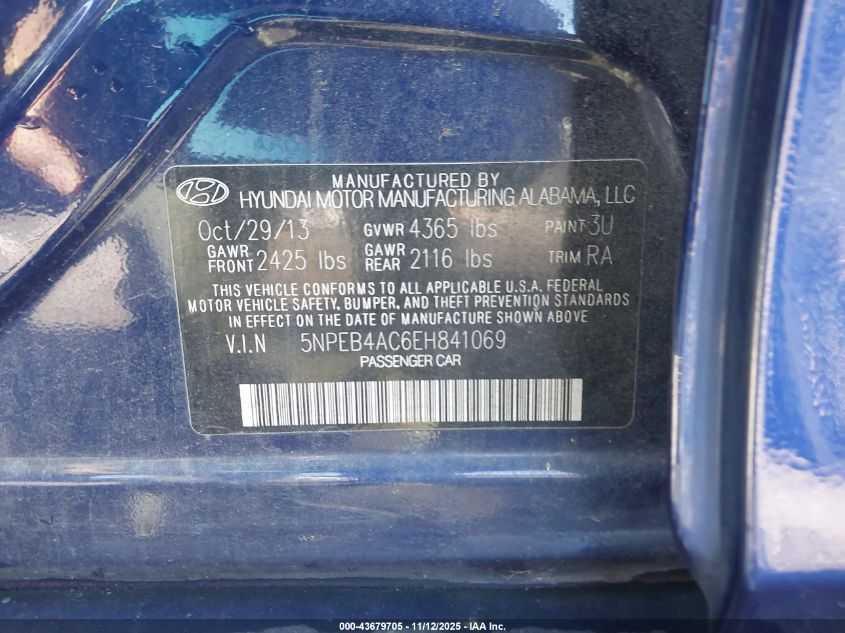 MANUFACTURED BY
HYUNDAI MOTOR MANUFACTURING ALABAMA, LLC
Oct/29/13 GVWR 4365 lbs PAINT 3U
GAWR FRONT 2425 lbs GAWR REAR 2116 lbs TRIM RA
THIS VEHICLE CONFORMS TO ALL APPLICABLE U.S.A. FEDERAL
MOTOR VEHICLE SAFETY, BUMPER, AND THEFT PREVENTION STANDARDS
IN EFFECT ON THE DATE OF MANUFACTURE SHOWN ABOVE
V.I.N 5NPEB4AC6EH841069
PASSENGER CAR
000-43679705 - 11/12/2025 - IAA Inc.